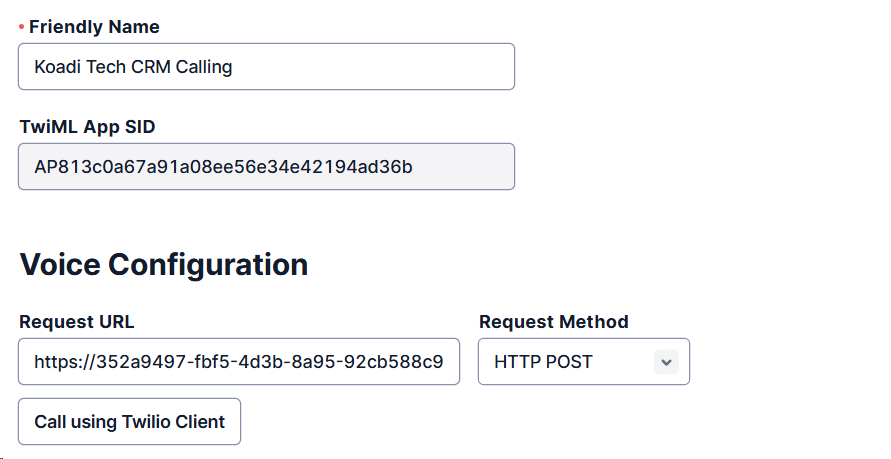 Friendly Name
Koadi Tech CRM Calling
TwiML App SID
AP813c0a67a91a08ee56e34e42194ad36b
Voice Configuration
Request URL
Request Method
https://352a9497-fbf5-4d3b-8a95-92cb588c9
HTTP POST
Call using Twilio Client